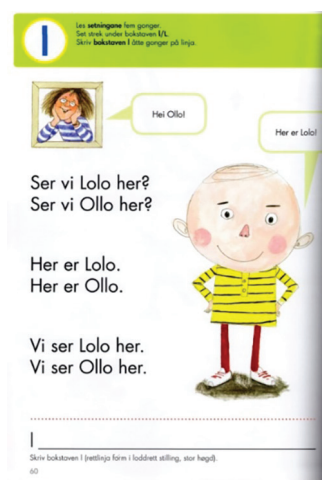 l
Les setningane fem gonger.
Set strek under bokstaven l/L.
Skriv bokstaven l åtte gonger på linja.
Hei Ollo!
Her er Lolo!
Ser vi Lolo her?
Ser vi Ollo her?
Her er Lolo.
Her er Ollo.
Vi ser Lolo her.
Vi ser Ollo her.
l
Skriv bokstaven l (rettlinja form i loddrett stilling, stor høgd).
60